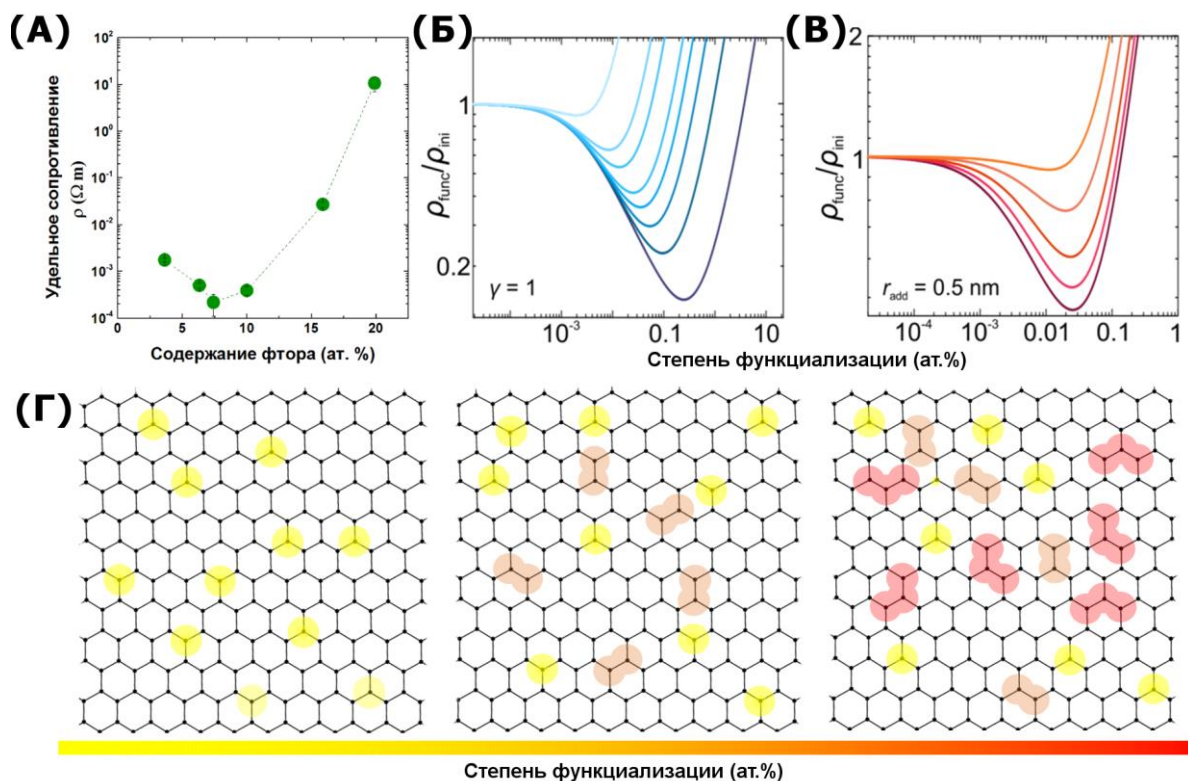 (А)
Удельное сопротивление
ρ (Ω m)
10²
10¹
10⁰
10⁻¹
10⁻²
10⁻³
10⁻⁴
0 5 10 15 20
Содержание фтора (ат. %)
(Б)
ρfunc/ρini
1
0.2
γ = 1
10⁻³ 0.1 1 10
(В)
ρfunc/ρini
2
1
radd = 0.5 nm
10⁻⁴ 10⁻³ 0.01 0.1 1
Степень функциализации (ат.%)
(Г)
Степень функциализации (ат.%)